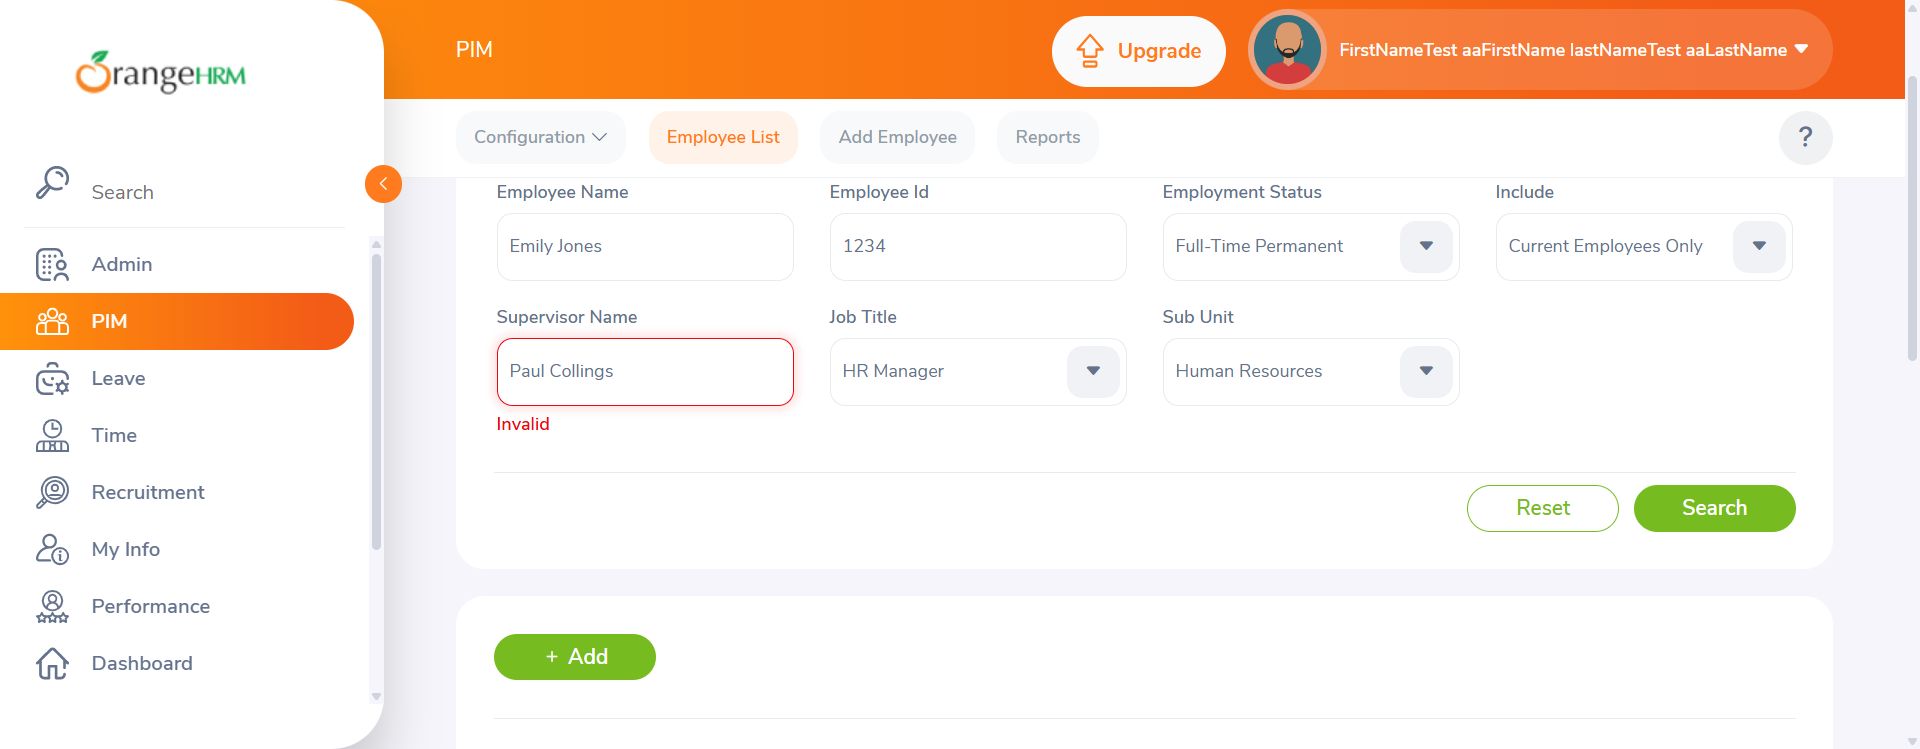 OrangeHRM
PIM
Upgrade
FirstNameTest aaFirstName lastNameTest aaLastName
Configuration
Employee List
Add Employee
Reports
?
Search
Admin
PIM
Leave
Time
Recruitment
My Info
Performance
Dashboard
Employee Name
Employee Id
Employment Status
Include
Emily Jones
1234
Full-Time Permanent
Current Employees Only
Supervisor Name
Job Title
Sub Unit
Paul Collings
HR Manager
Human Resources
Invalid
Reset
Search
+ Add